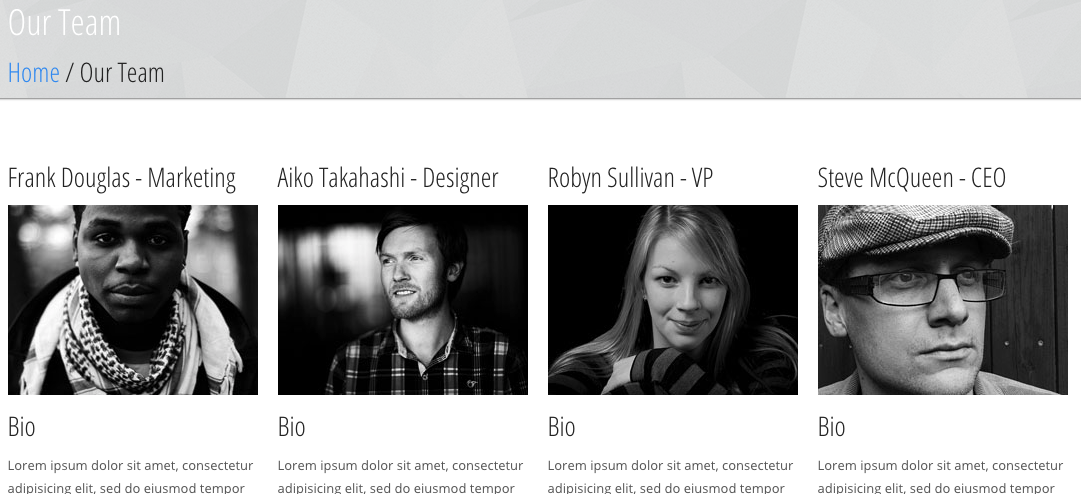 Our Team
Home / Our Team
Frank Douglas - Marketing
Aiko Takahashi - Designer
Robyn Sullivan - VP
Steve McQueen - CEO
Bio
Bio
Bio
Bio
Lorem ipsum dolor sit amet, consectetur
adipisicing elit, sed do eiusmod tempor
Lorem ipsum dolor sit amet, consectetur
adipisicing elit, sed do eiusmod tempor
Lorem ipsum dolor sit amet, consectetur
adipisicing elit, sed do eiusmod tempor
Lorem ipsum dolor sit amet, consectetur
adipisicing elit, sed do eiusmod tempor